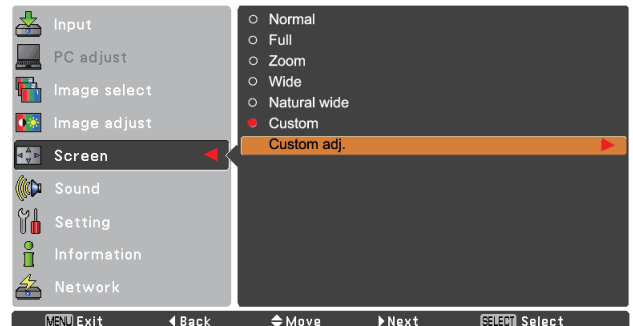 Input
PC adjust
Image select
Image adjust
Screen
Sound
Setting
Information
Network
Normal
Full
Zoom
Wide
Natural wide
Custom
Custom adj.
MENU Exit Back Move Next SELECT Select